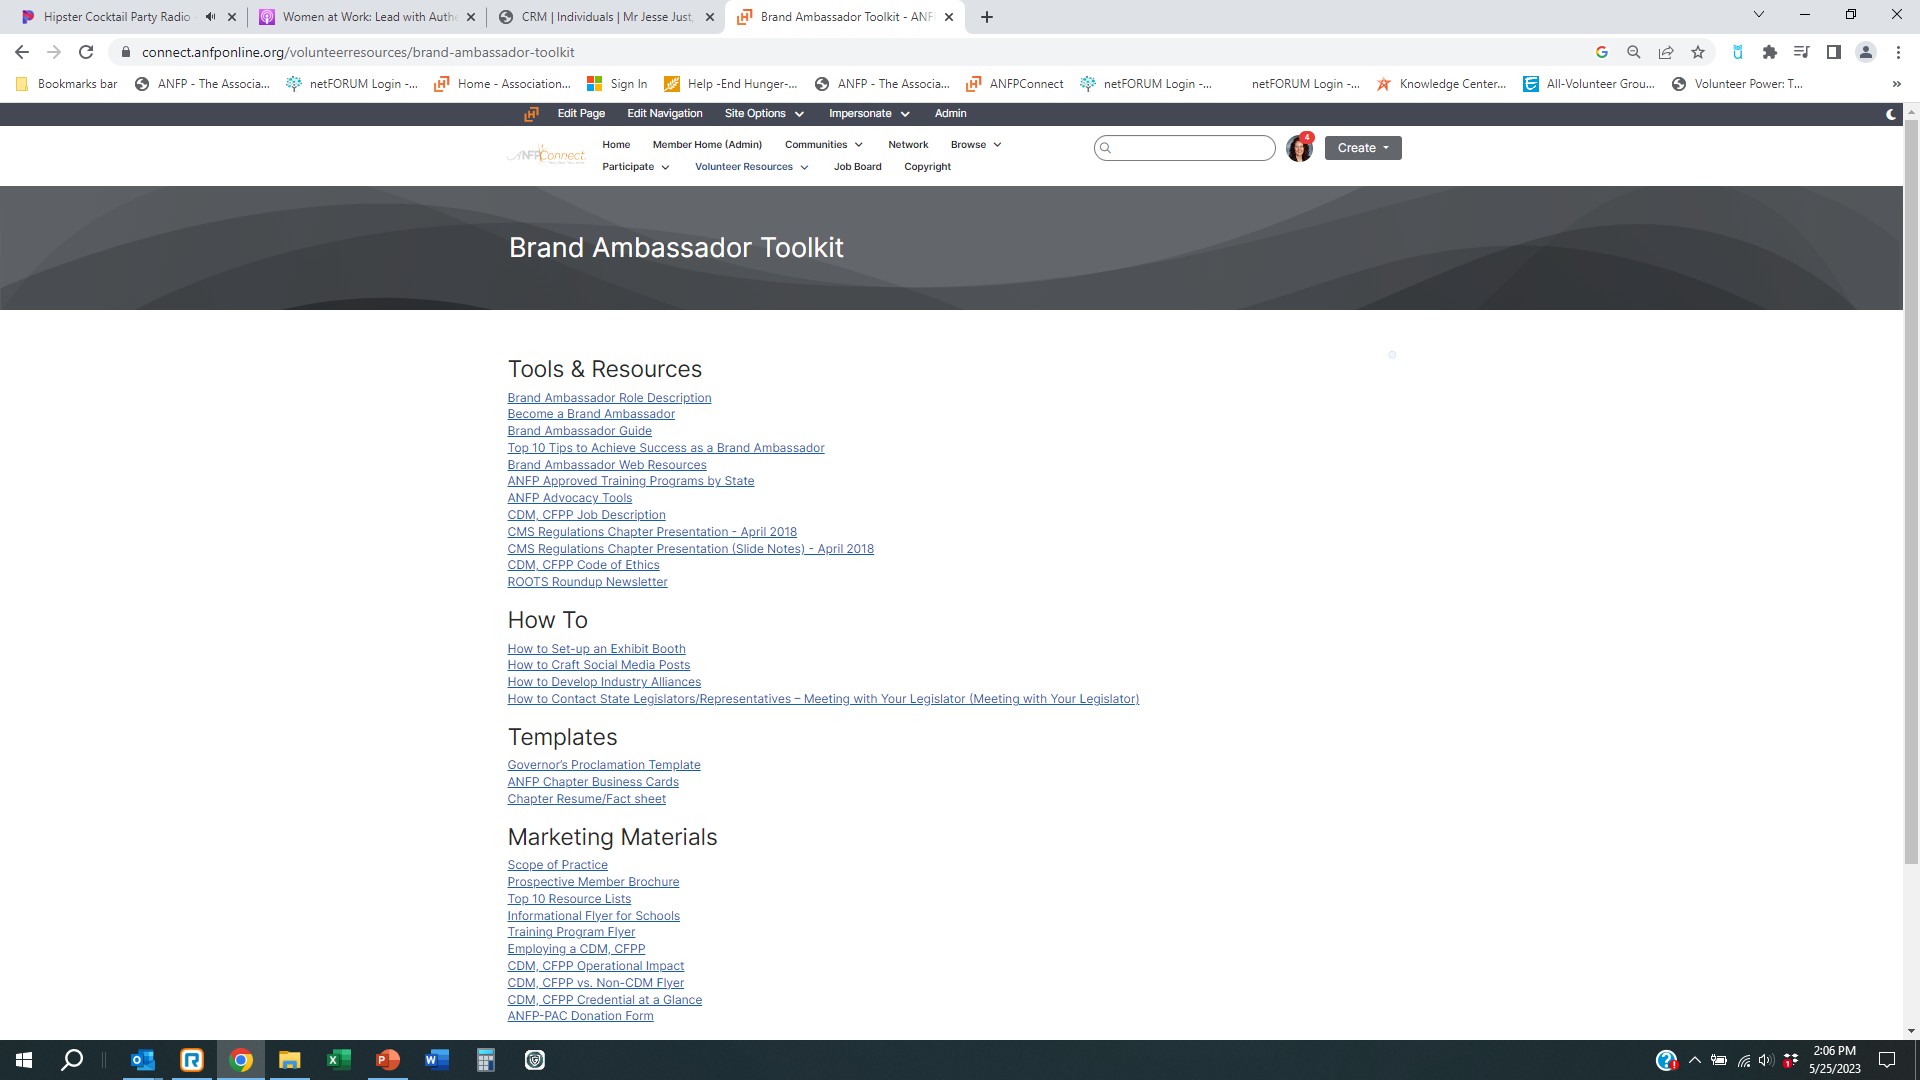 Hipster Cocktail Party Radio
Women at Work: Lead with Authe
CRM | Individuals | Mr Jesse Just
Brand Ambassador Toolkit - ANF
connect.anfponline.org/volunteerresources/brand-ambassador-toolkit
Bookmarks bar
ANFP - The Associa...
netFORUM Login -...
Home - Association...
Sign In
Help -End Hunger-...
ANFP - The Associa...
ANFPConnect
netFORUM Login -...
netFORUM Login -...
Knowledge Center...
All-Volunteer Grou...
Volunteer Power: T...
»
Edit Page
Edit Navigation
Site Options
Impersonate
Admin
ANFPConnect
Home
Member Home (Admin)
Communities
Network
Browse
Participate
Volunteer Resources
Job Board
Copyright
4
Create
Brand Ambassador Toolkit
Tools & Resources
Brand Ambassador Role Description
Become a Brand Ambassador
Brand Ambassador Guide
Top 10 Tips to Achieve Success as a Brand Ambassador
Brand Ambassador Web Resources
ANFP Approved Training Programs by State
ANFP Advocacy Tools
CDM, CFPP Job Description
CMS Regulations Chapter Presentation - April 2018
CMS Regulations Chapter Presentation (Slide Notes) - April 2018
CDM, CFPP Code of Ethics
ROOTS Roundup Newsletter
How To
How to Set-up an Exhibit Booth
How to Craft Social Media Posts
How to Develop Industry Alliances
How to Contact State Legislators/Representatives – Meeting with Your Legislator (Meeting with Your Legislator)
Templates
Governor’s Proclamation Template
ANFP Chapter Business Cards
Chapter Resume/Fact sheet
Marketing Materials
Scope of Practice
Prospective Member Brochure
Top 10 Resource Lists
Informational Flyer for Schools
Training Program Flyer
Employing a CDM, CFPP
CDM, CFPP Operational Impact
CDM, CFPP vs. Non-CDM Flyer
CDM, CFPP Credential at a Glance
ANFP-PAC Donation Form
2:06 PM
5/25/2023